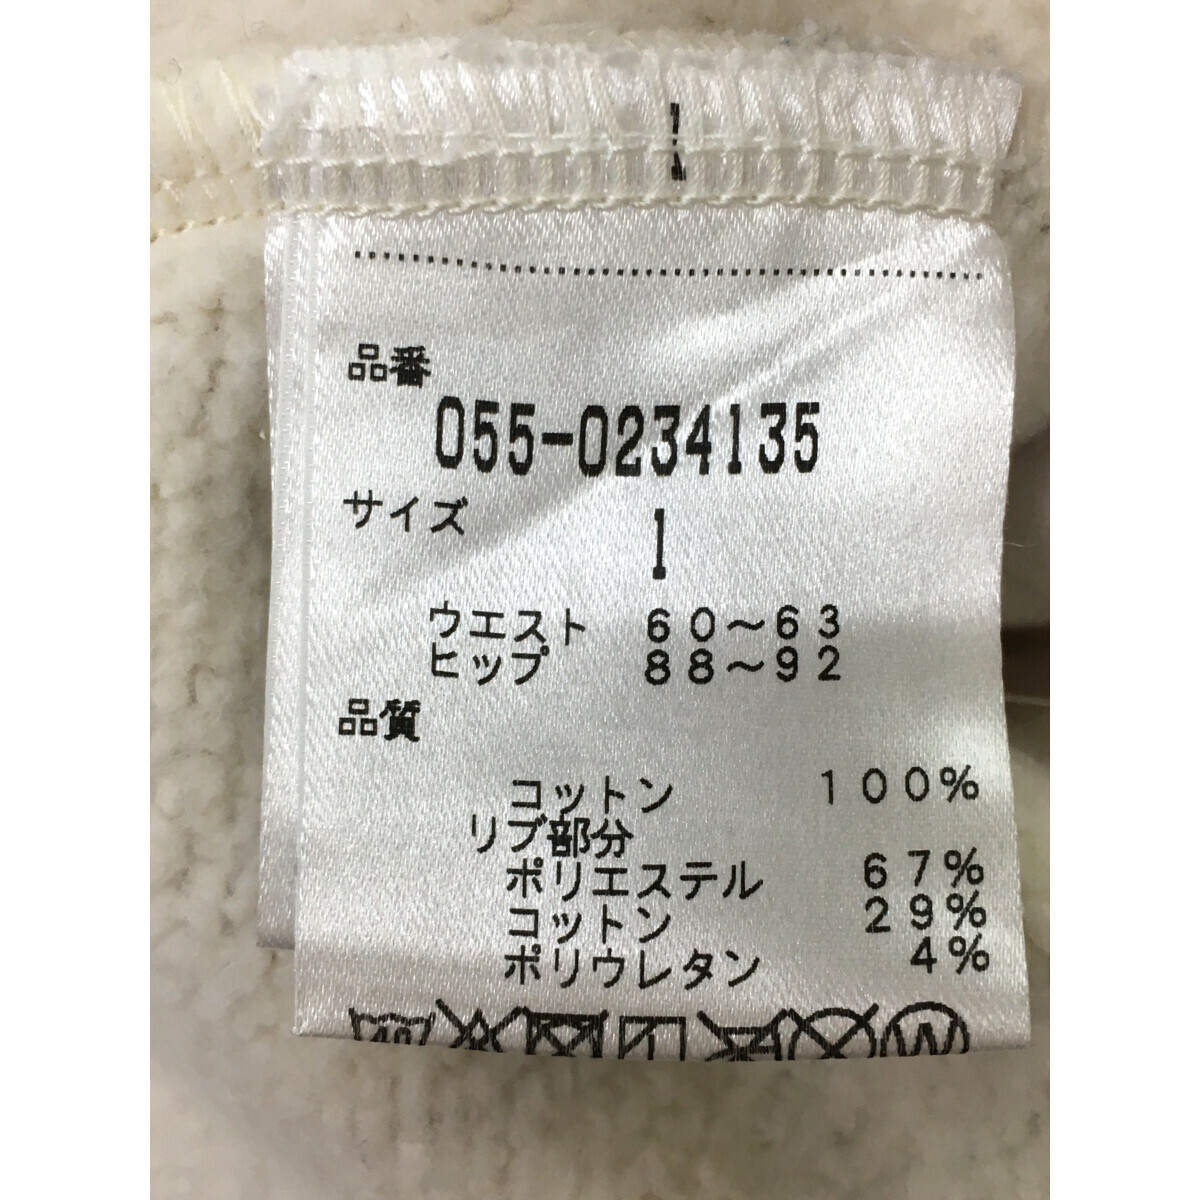 品番
055-0234135
サイズ
1
ウエスト 60～63
ヒップ 88～92
品質
コットン 100%
リブ部分
ポリエステル 67%
コットン 29%
ポリウレタン 4%
40
W